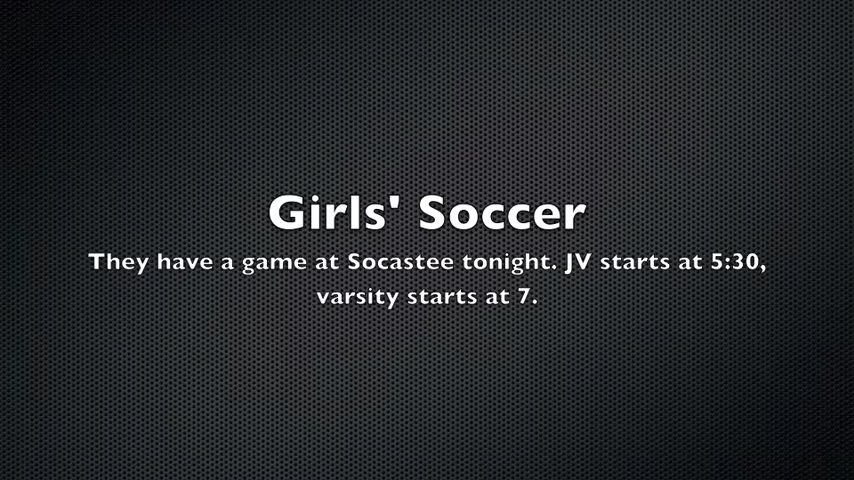 Girls' Soccer
They have a game at Socastee tonight. JV starts at 5:30,
varsity starts at 7.